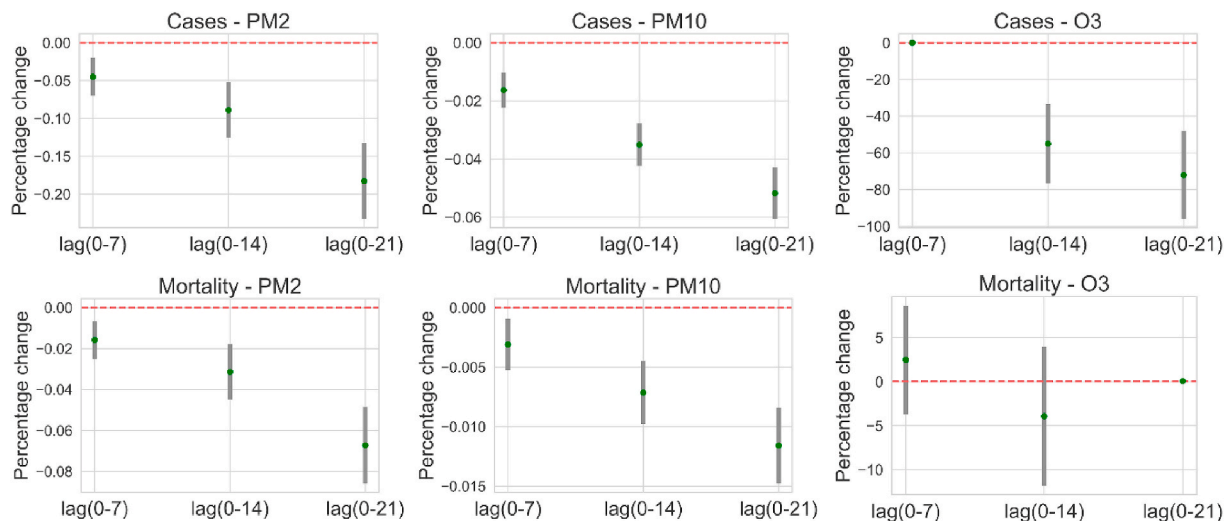 Cases - PM2
Percentage change
0.00
−0.05
−0.10
−0.15
−0.20
lag(0-7) lag(0-14) lag(0-21)
Cases - PM10
Percentage change
0.00
−0.02
−0.04
−0.06
lag(0-7) lag(0-14) lag(0-21)
Cases - O3
Percentage change
0
−20
−40
−60
−80
−100
lag(0-7) lag(0-14) lag(0-21)
Mortality - PM2
Percentage change
0.00
−0.02
−0.04
−0.06
−0.08
lag(0-7) lag(0-14) lag(0-21)
Mortality - PM10
Percentage change
0.000
−0.005
−0.010
−0.015
lag(0-7) lag(0-14) lag(0-21)
Mortality - O3
Percentage change
5
0
−5
−10
lag(0-7) lag(0-14) lag(0-21)